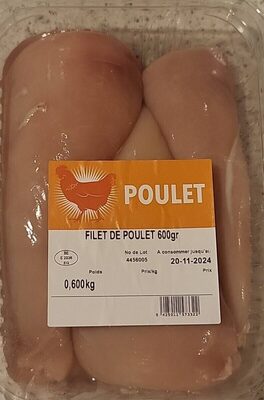 POULET
FILET DE POULET 600gr
No de Lot A consommer jusqu'au
4456005 20-11-2024
Poids Prix/kg Prix
0,600kg